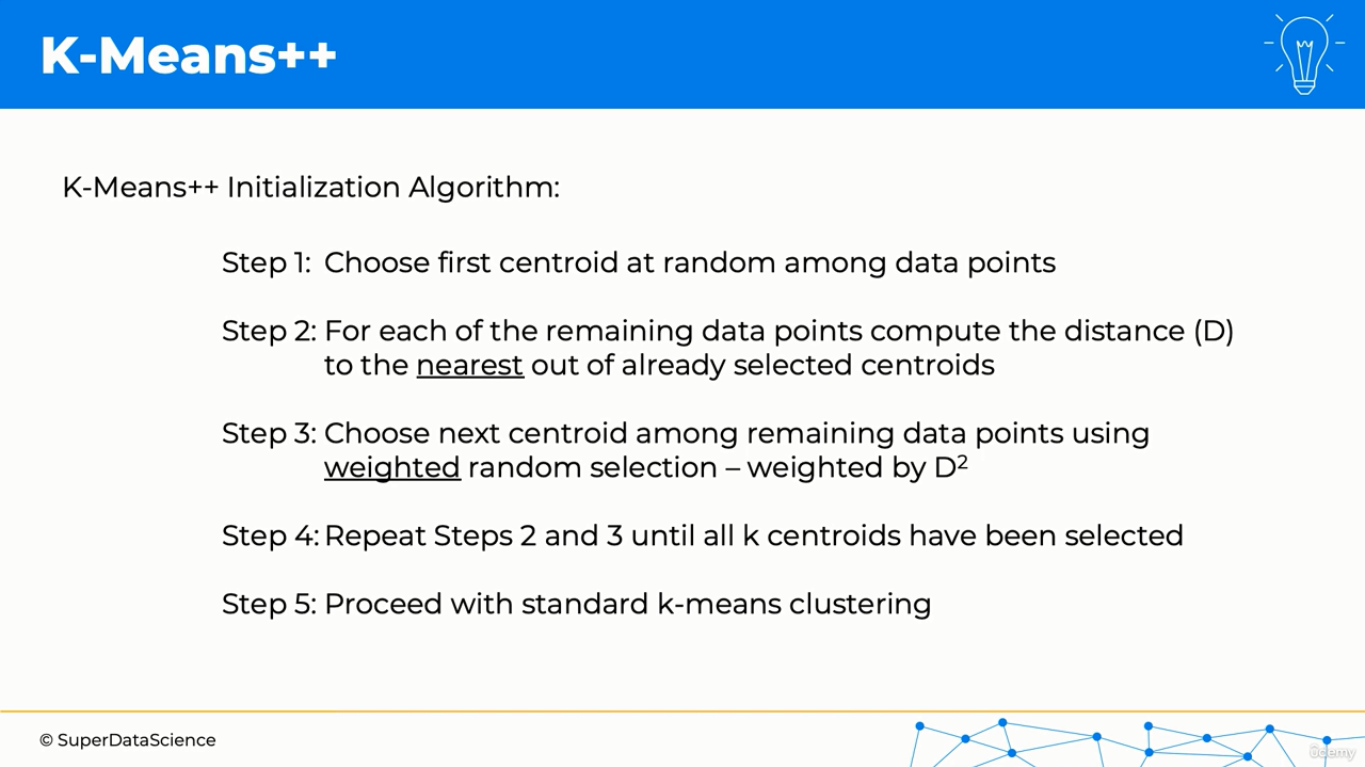 K-Means++
K-Means++ Initialization Algorithm:
Step 1: Choose first centroid at random among data points
Step 2: For each of the remaining data points compute the distance (D)
to the nearest out of already selected centroids
Step 3: Choose next centroid among remaining data points using
weighted random selection – weighted by D²
Step 4: Repeat Steps 2 and 3 until all k centroids have been selected
Step 5: Proceed with standard k-means clustering
© SuperDataScience
ûdemy